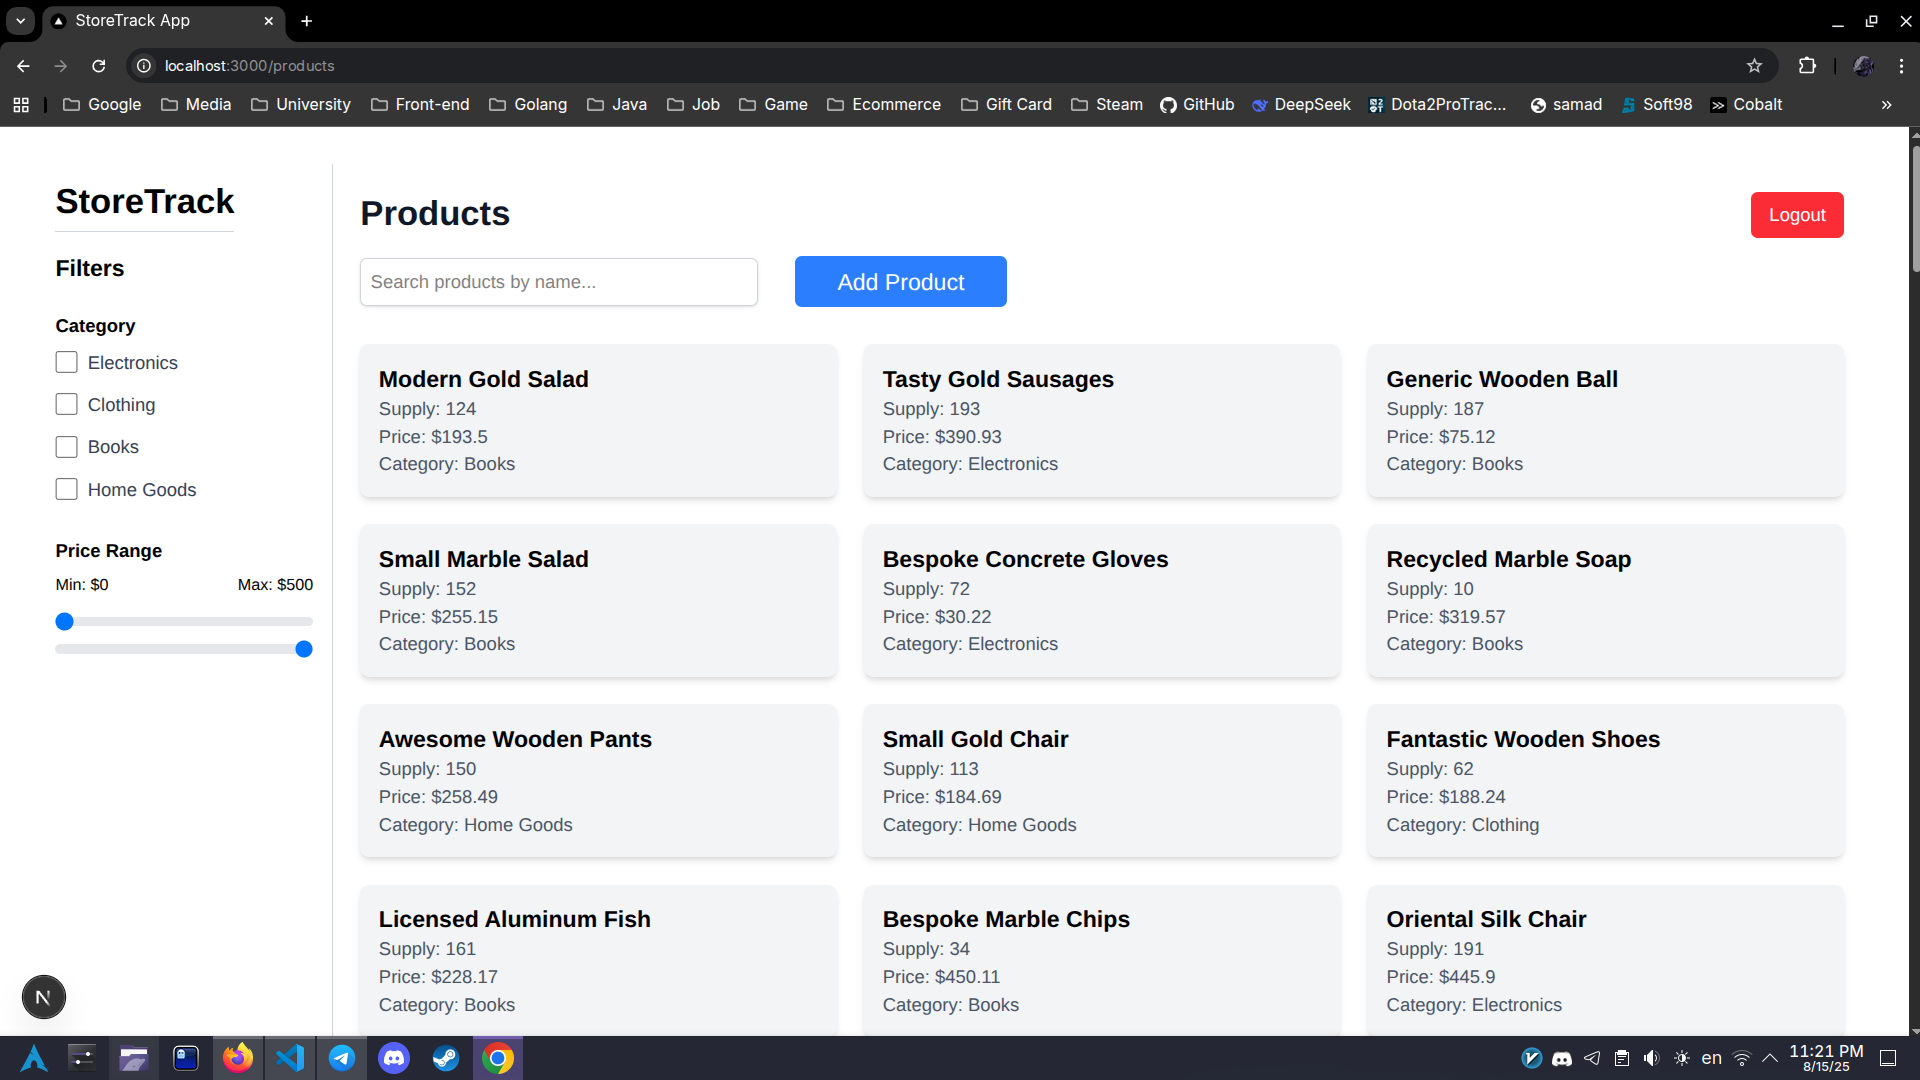 StoreTrack App
localhost:3000/products
Google Media University Front-end Golang Java Job Game Ecommerce Gift Card Steam GitHub DeepSeek Dota2ProTrac... samad Soft98 Cobalt
StoreTrack
Filters
Category
Electronics
Clothing
Books
Home Goods
Price Range
Min: $0 Max: $500
Products
Logout
Search products by name...
Add Product
Modern Gold Salad
Supply: 124
Price: $193.5
Category: Books
Tasty Gold Sausages
Supply: 193
Price: $390.93
Category: Electronics
Generic Wooden Ball
Supply: 187
Price: $75.12
Category: Books
Small Marble Salad
Supply: 152
Price: $255.15
Category: Books
Bespoke Concrete Gloves
Supply: 72
Price: $30.22
Category: Electronics
Recycled Marble Soap
Supply: 10
Price: $319.57
Category: Books
Awesome Wooden Pants
Supply: 150
Price: $258.49
Category: Home Goods
Small Gold Chair
Supply: 113
Price: $184.69
Category: Home Goods
Fantastic Wooden Shoes
Supply: 62
Price: $188.24
Category: Clothing
Licensed Aluminum Fish
Supply: 161
Price: $228.17
Category: Books
Bespoke Marble Chips
Supply: 34
Price: $450.11
Category: Books
Oriental Silk Chair
Supply: 191
Price: $445.9
Category: Electronics
N
en
11:21 PM
8/15/25